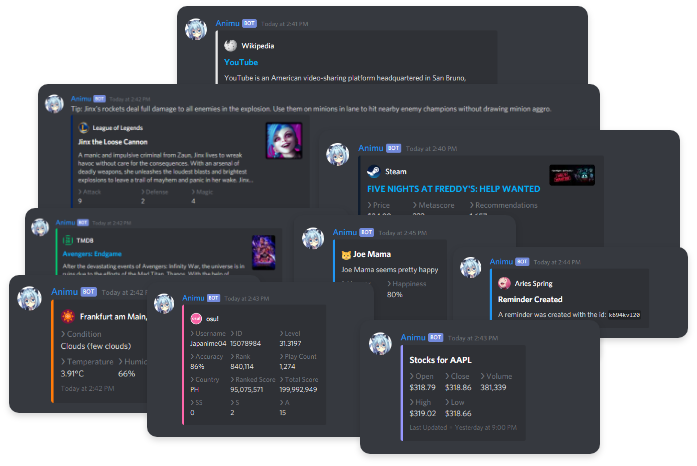 Animu BOT Today at 2:41 PM
Wikipedia
YouTube
YouTube is an American video-sharing platform headquartered in San Bruno,
Animu BOT Today at 2:42 PM
Tip: Jinx's rockets deal full damage to all enemies in the explosion. Use them on minions in lane to hit nearby enemy champions without drawing minion aggro.
League of Legends
Jinx the Loose Cannon
A manic and impulsive criminal from Zaun, Jinx lives to wreak
havoc without care for the consequences. With an arsenal of
deadly weapons, she unleashes the loudest blasts and brightest
explosions to leave a trail of mayhem and panic in her wake. Jinx...
Attack Defense Magic
9 2 4
Animu BOT Today at 2:40 PM
Steam
FIVE NIGHTS AT FREDDY'S: HELP WANTED
Price Metascore Recommendations
Animu BOT Today at 2:42 PM
TMDB
Avengers: Endgame
After the devastating events of Avengers: Infinity War, the universe is in
Animu BOT Today at 2:45 PM
Joe Mama
Joe Mama seems pretty happy
Happiness
80%
Animu BOT Today at 2:44 PM
Aries Spring
Reminder Created
A reminder was created with the id: k694kv120
Animu BOT Today at 2:42 P
Frankfurt am Main,
Condition
Clouds (few clouds)
Temperature Humid
3.91°C 66%
Today at 2:42 PM
Animu BOT Today at 2:43 PM
osu!
Username ID Level
Japanime04 15078984 31.3197
Accuracy Rank Play Count
86% 840,114 1,274
Country Ranked Score Total Score
PH 95,075,571 199,992,949
SS S A
0 2 15
Animu BOT Today at 2:43 PM
Stocks for AAPL
Open Close Volume
$318.79 $318.86 381,339
High Low
$319.02 $318.66
Last Updated • Yesterday at 9:00 PM